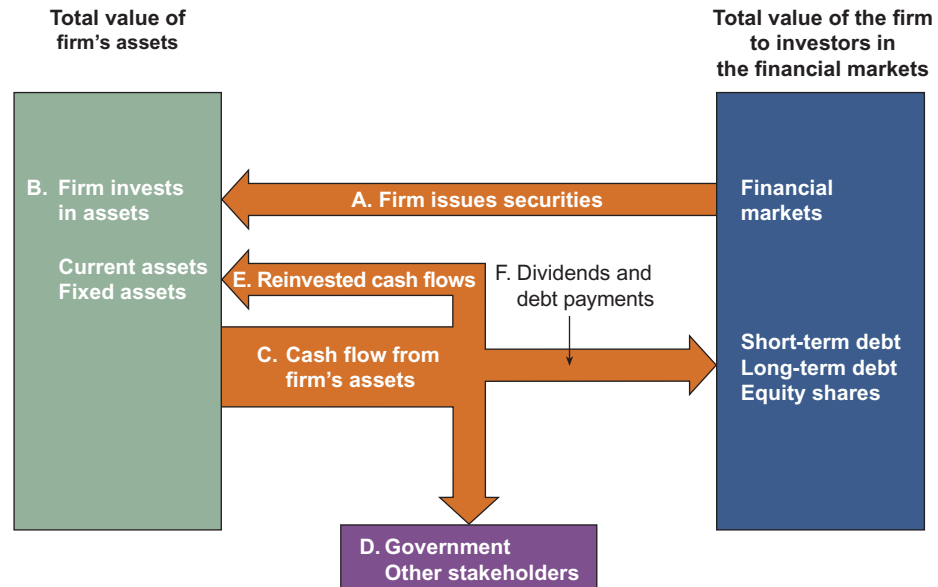 Total value of
firm's assets
Total value of the firm
to investors in
the financial markets
B. Firm invests
in assets
Current assets
Fixed assets
A. Firm issues securities
Financial
markets
E. Reinvested cash flows
F. Dividends and
debt payments
C. Cash flow from
firm's assets
Short-term debt
Long-term debt
Equity shares
D. Government
Other stakeholders